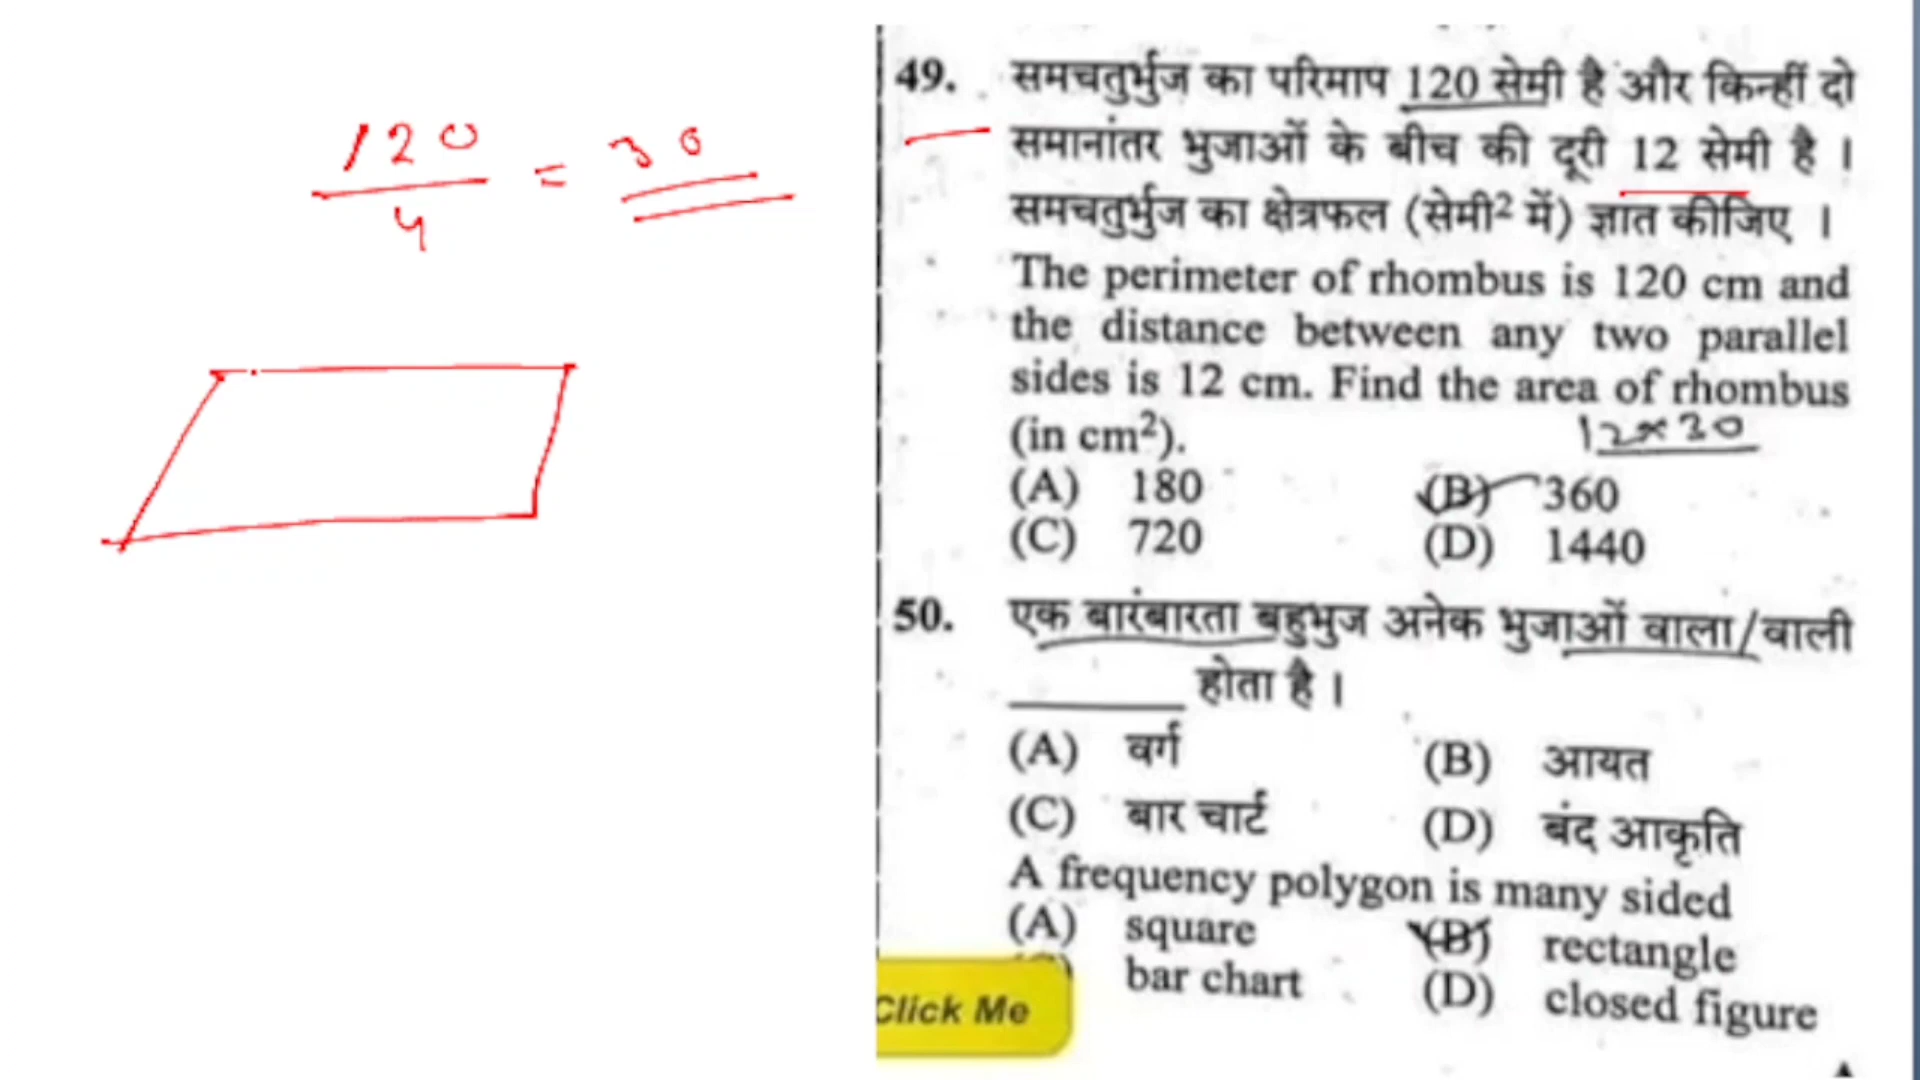 120
4
= 30
49. समचतुर्भुज का परिमाप 120 सेमी है और किन्हीं दो
समानांतर भुजाओं के बीच की दूरी 12 सेमी है ।
समचतुर्भुज का क्षेत्रफल (सेमी² में) ज्ञात कीजिए ।
The perimeter of rhombus is 120 cm and
the distance between any two parallel
sides is 12 cm. Find the area of rhombus
(in cm²).
12×30
(A) 180 (B) 360
(C) 720 (D) 1440
50. एक बारंबारता बहुभुज अनेक भुजाओं वाला/वाली
______ होता है ।
(A) वर्ग (B) आयत
(C) बार चार्ट (D) बंद आकृति
A frequency polygon is many sided
(A) square (B) rectangle
bar chart (D) closed figure
Click Me